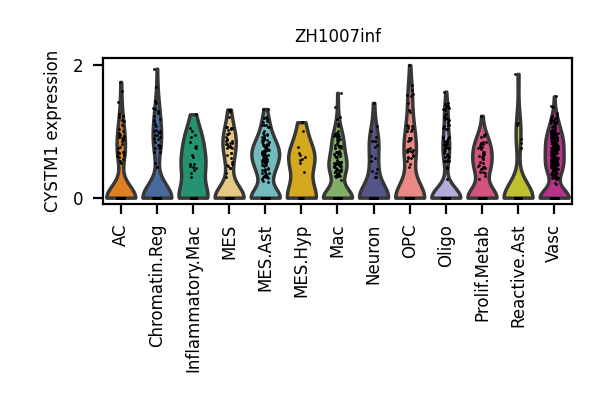 ZH1007inf
CYSTM1 expression
2
0
AC
Chromatin.Reg
Inflammatory.Mac
MES
MES.Ast
MES.Hyp
Mac
Neuron
OPC
Oligo
Prolif.Metab
Reactive.Ast
Vasc